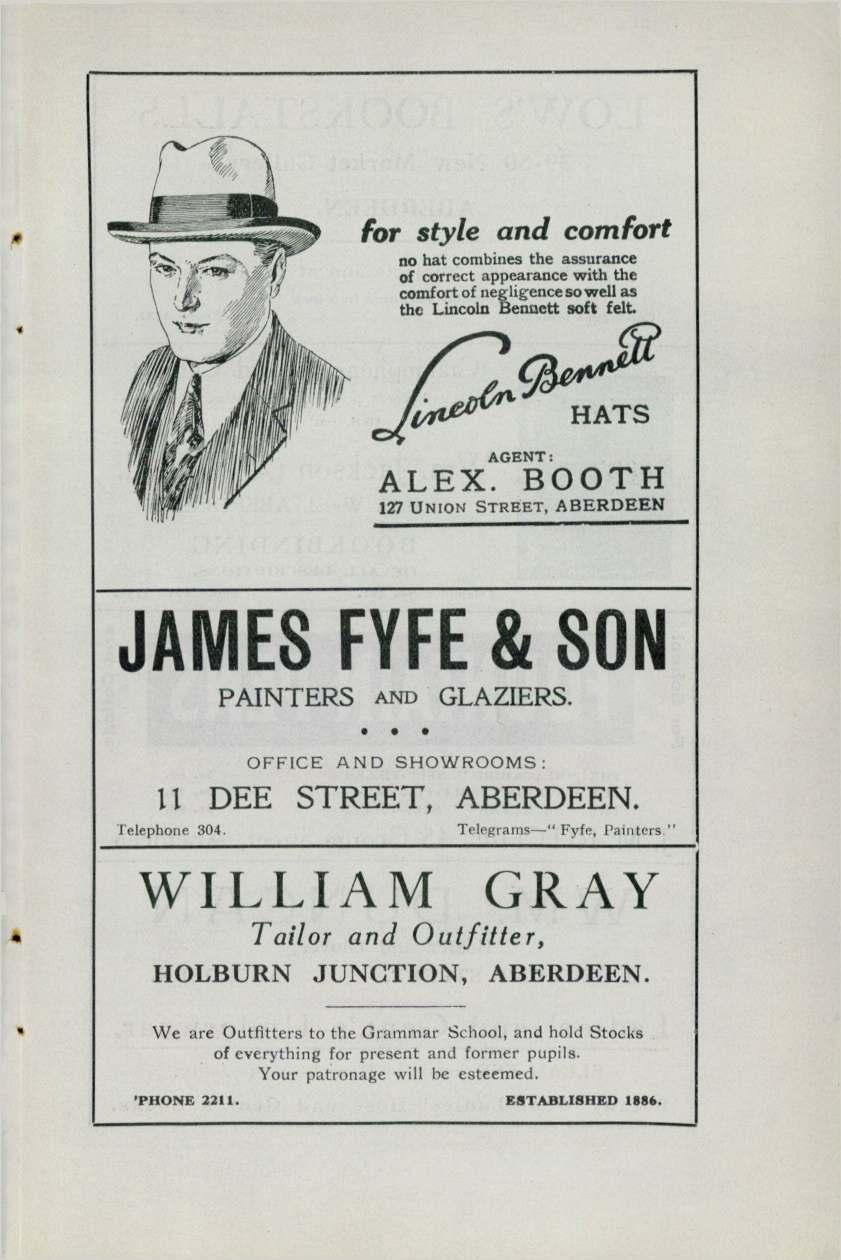 for style and comfort
no hat combines the assurance
of correct appearance with the
comfort of negligence so well as
the Lincoln Bennett soft felt.
Lincoln Bennett
HATS
AGENT:
ALEX. BOOTH
127 UNION STREET, ABERDEEN
JAMES FYFE & SON
PAINTERS AND GLAZIERS.
• • •
OFFICE AND SHOWROOMS:
11 DEE STREET, ABERDEEN.
Telephone 304. Telegrams—"Fyfe, Painters."
WILLIAM GRAY
Tailor and Outfitter,
HOLBURN JUNCTION, ABERDEEN.
We are Outfitters to the Grammar School, and hold Stocks
of everything for present and former pupils.
Your patronage will be esteemed.
'PHONE 2211. ESTABLISHED 1886.